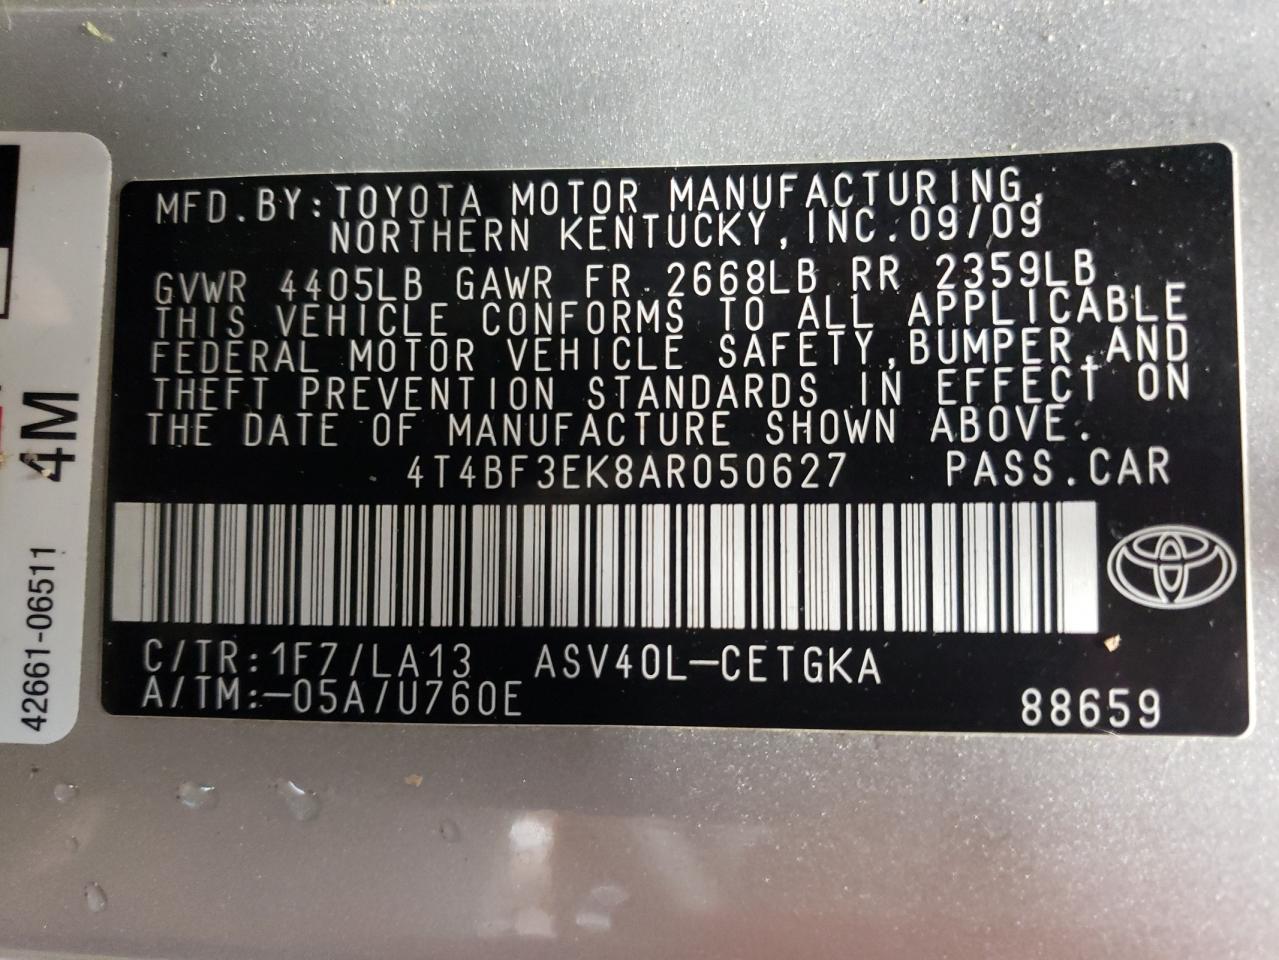 MFD.BY:TOYOTA MOTOR MANUFACTURING,
NORTHERN KENTUCKY, INC. 09/09
GVWR 4405LB GAWR FR 2668LB RR 2359LB
THIS VEHICLE CONFORMS TO ALL APPLICABLE
FEDERAL MOTOR VEHICLE SAFETY, BUMPER, AND
THEFT PREVENTION STANDARDS IN EFFECT ON
THE DATE OF MANUFACTURE SHOWN ABOVE.
4T4BF3EK8AR050627 PASS.CAR
C/TR:1F7/LA13 ASV40L-CETGKA
A/TM:-05A/U760E 88659
42661-06511 4M